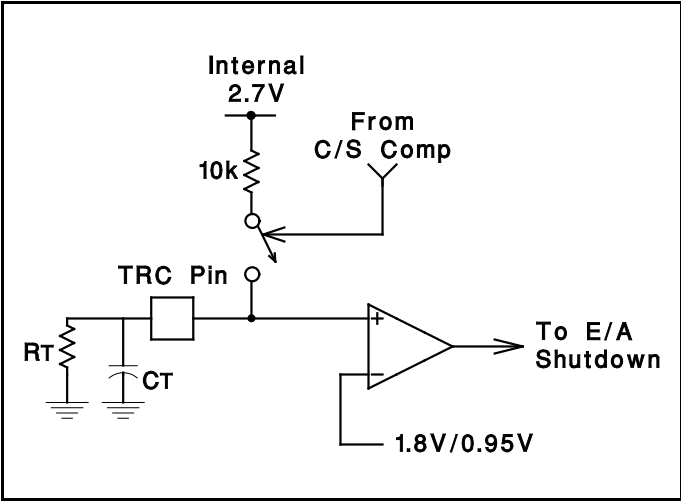 Internal
2.7V
From
C/S Comp
10k
TRC Pin
+
RT
CT
−
To E/A
Shutdown
1.8V/0.95V